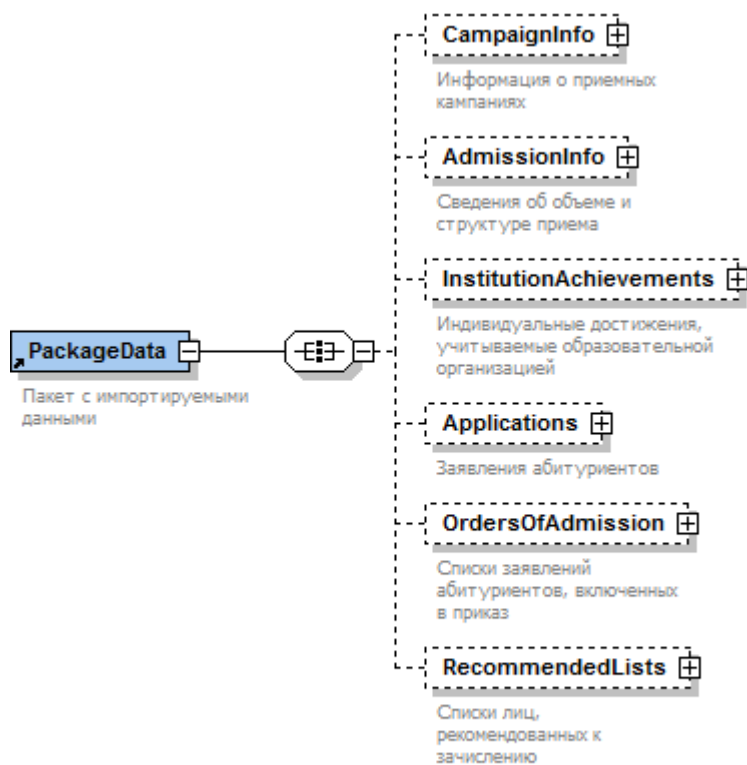 CampaignInfo
Информация о приемных
кампаниях
AdmissionInfo
Сведения об объеме и
структуре приема
InstitutionAchievements
Индивидуальные достижения,
учитываемые образовательной
организацией
PackageData
Пакет с импортируемыми
данными
Applications
Заявления абитуриентов
OrdersOfAdmission
Списки заявлений
абитуриентов, включенных
в приказ
RecommendedLists
Списки лиц,
рекомендованных к
зачислению